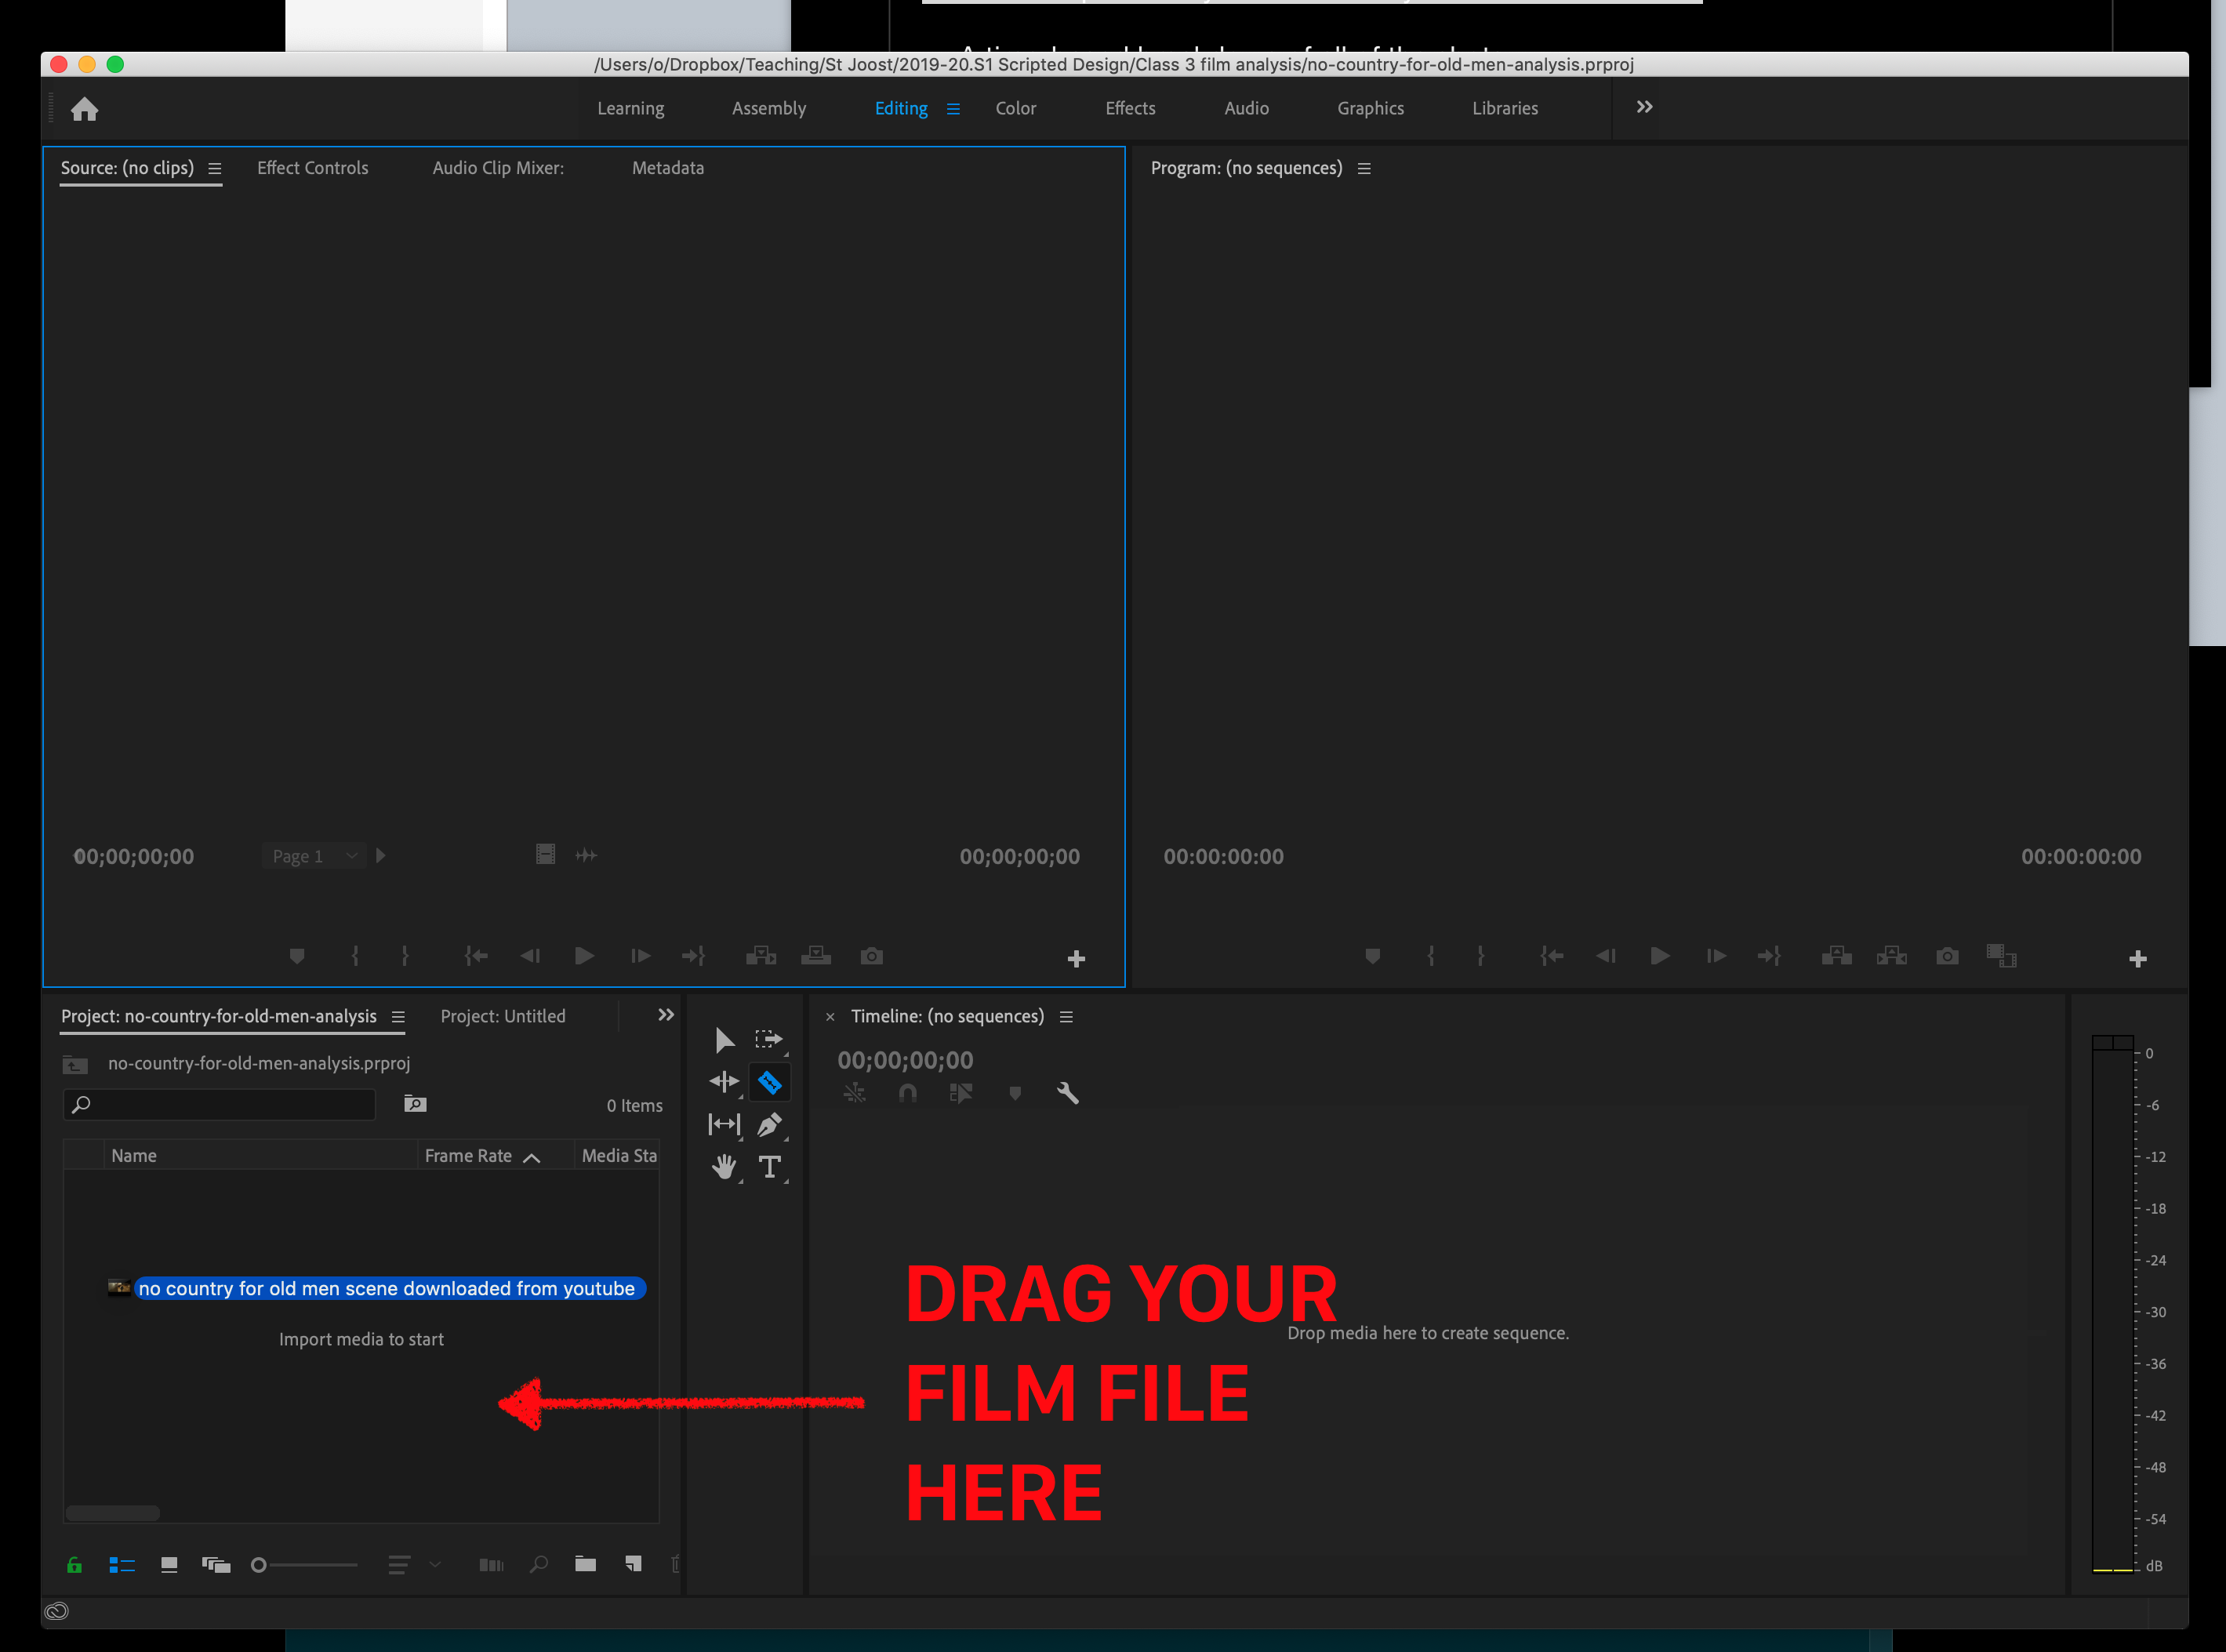 /Users/o/Dropbox/Teaching/St Joost/2019-20.S1 Scripted Design/Class 3 film analysis/no-country-for-old-men-analysis.prproj
Learning Assembly Editing Color Effects Audio Graphics Libraries
Source: (no clips) Effect Controls Audio Clip Mixer: Metadata
Program: (no sequences)
00;00;00;00 Page 1 00;00;00;00
00:00:00:00 00:00:00:00
Project: no-country-for-old-men-analysis Project: Untitled
no-country-for-old-men-analysis.prproj
0 Items
Name Frame Rate Media Sta
no country for old men scene downloaded from youtube
Import media to start
× Timeline: (no sequences)
00;00;00;00
DRAG YOUR
FILM FILE
HERE
Drop media here to create sequence.
0
-6
-12
-18
-24
-30
-36
-42
-48
-54
dB